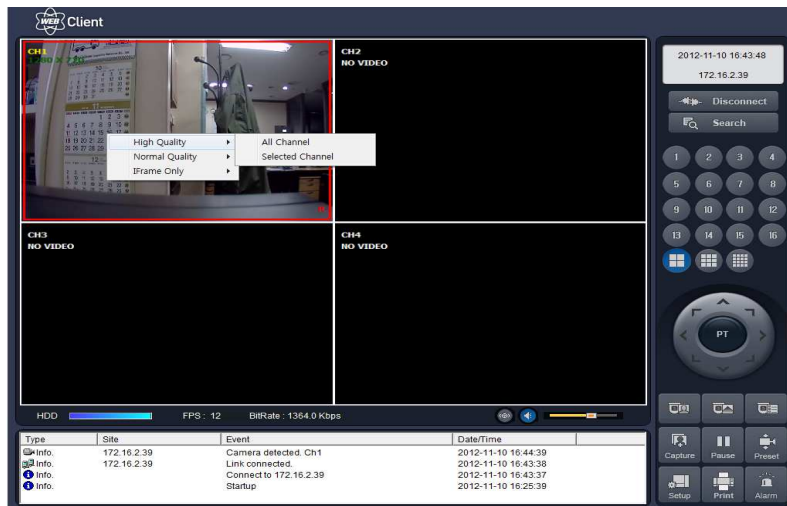 WEB Client
CH1
CH2
NO VIDEO
High Quality
All Channel
Normal Quality
Selected Channel
IFrame Only
CH3
NO VIDEO
CH4
NO VIDEO
HDD
FPS : 12
BitRate : 1364.0 Kbps
Type Site Event Date/Time
Info. 172.16.2.39 Camera detected. Ch1 2012-11-10 16:44:39
Info. 172.16.2.39 Link connected. 2012-11-10 16:43:38
Info. Connect to 172.16.2.39 2012-11-10 16:43:37
Info. Startup 2012-11-10 16:25:39
2012-11-10 16:43:48
172.16.2.39
Disconnect
Search
1 2 3 4
5 6 7 8
9 10 11 12
13 14 15 16
PT
Capture Pause Preset
Setup Print Alarm